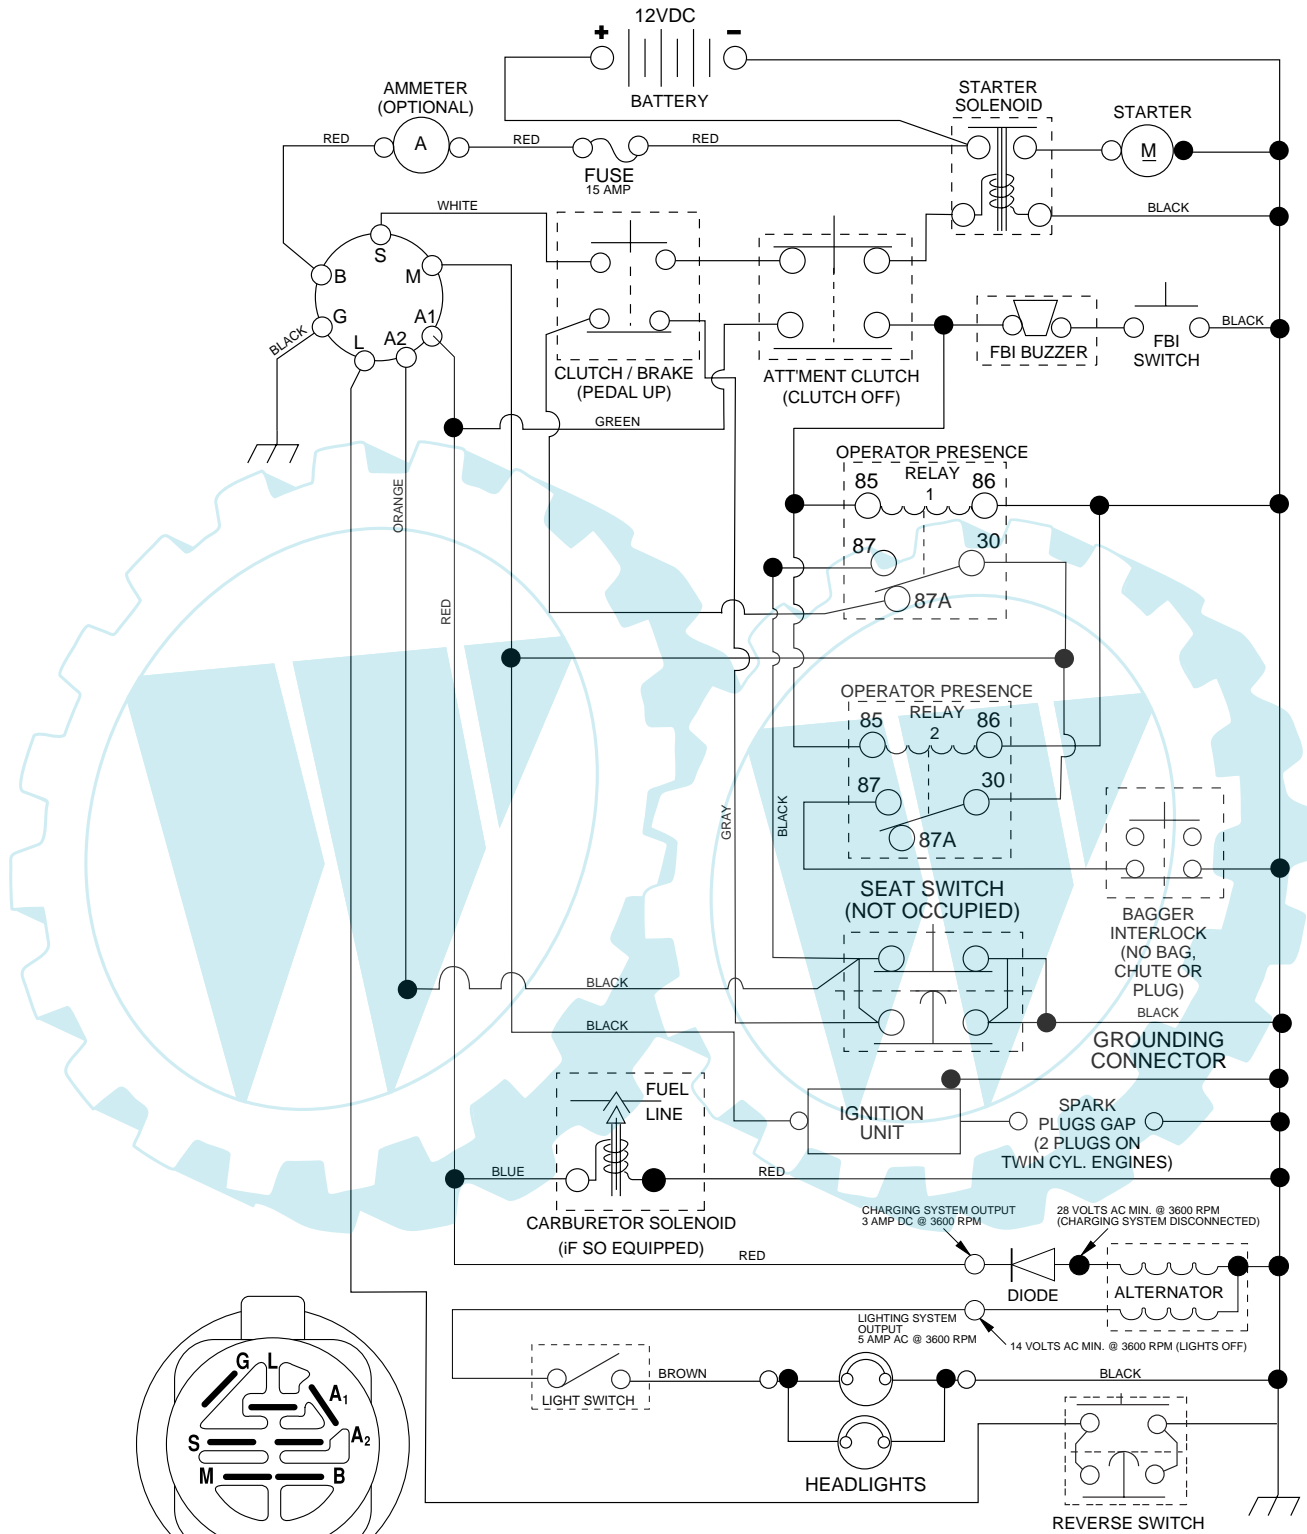 12VDC
+ -
BATTERY
AMMETER
(OPTIONAL)
A
RED
RED
RED
FUSE
15 AMP
STARTER
SOLENOID
STARTER
M
BLACK
WHITE
S
B
M
G
A1
L
A2
BLACK
CLUTCH / BRAKE
(PEDAL UP)
ATT'MENT CLUTCH
(CLUTCH OFF)
FBI BUZZER
FBI
SWITCH
BLACK
GREEN
ORANGE
RED
OPERATOR PRESENCE
RELAY
1
85
86
87
30
87A
OPERATOR PRESENCE
RELAY
2
85
86
87
30
87A
GRAY
BLACK
SEAT SWITCH
(NOT OCCUPIED)
BAGGER
INTERLOCK
(NO BAG,
CHUTE OR
PLUG)
BLACK
BLACK
BLACK
GROUNDING
CONNECTOR
FUEL
LINE
IGNITION
UNIT
SPARK
PLUGS GAP
(2 PLUGS ON
TWIN CYL. ENGINES)
BLUE
RED
CARBURETOR SOLENOID
(iF SO EQUIPPED)
CHARGING SYSTEM OUTPUT
3 AMP DC @ 3600 RPM
28 VOLTS AC MIN. @ 3600 RPM
(CHARGING SYSTEM DISCONNECTED)
RED
DIODE
ALTERNATOR
LIGHTING SYSTEM
OUTPUT
5 AMP AC @ 3600 RPM
14 VOLTS AC MIN. @ 3600 RPM (LIGHTS OFF)
LIGHT SWITCH
BROWN
BLACK
HEADLIGHTS
REVERSE SWITCH
G
L
A1
A2
S
M
B